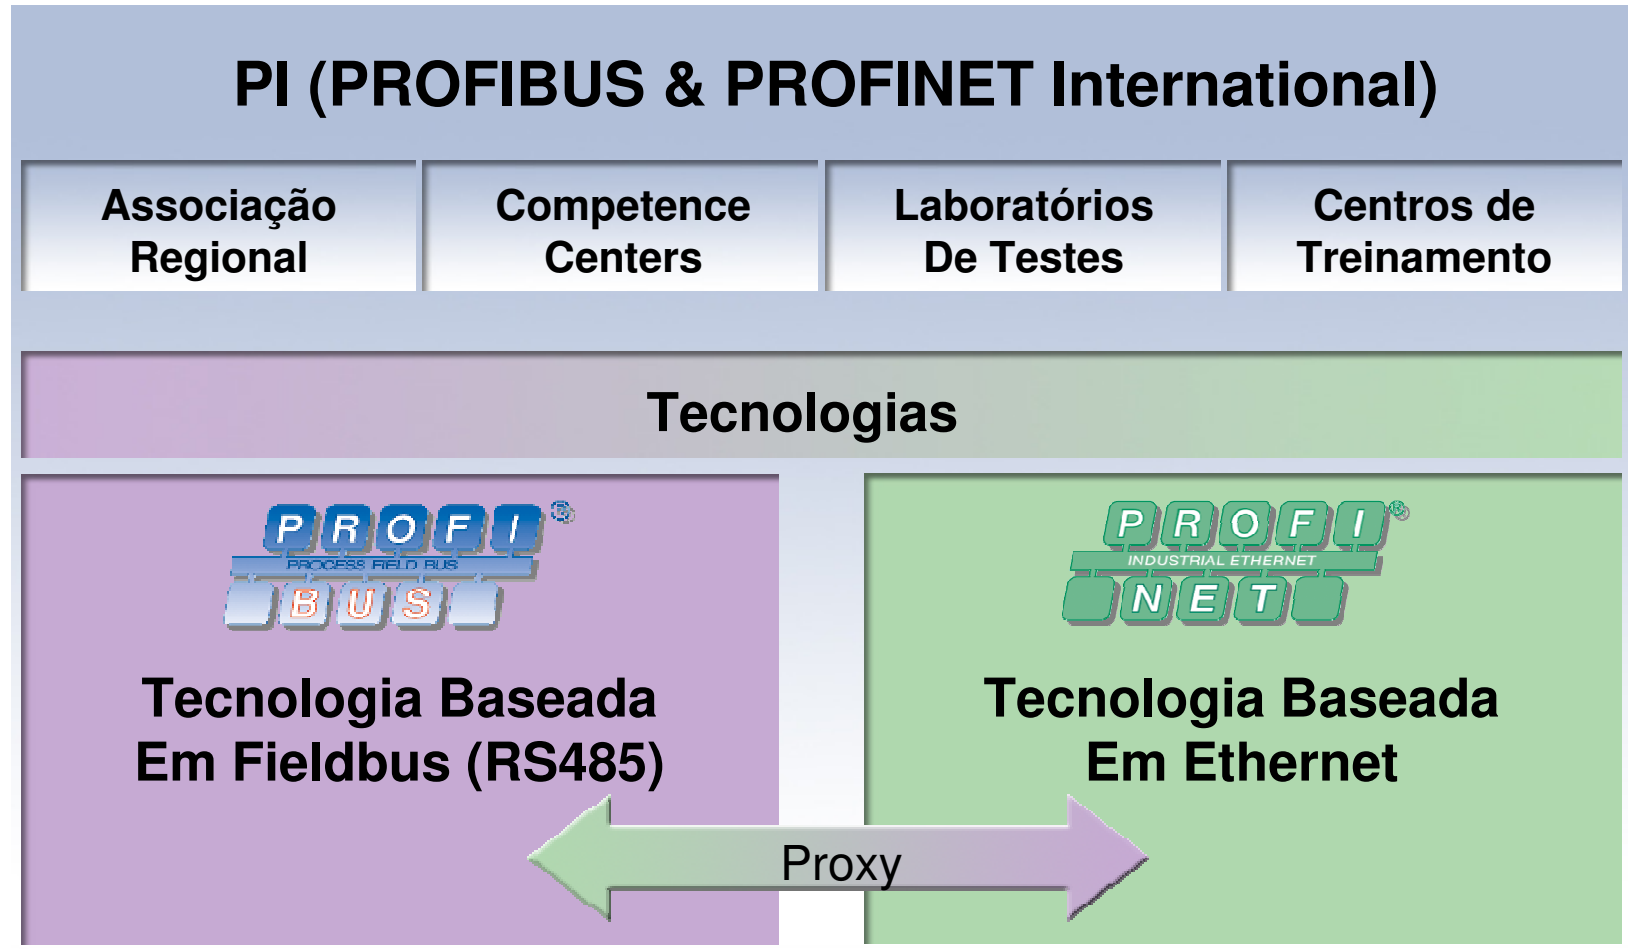 PI (PROFIBUS & PROFINET International)
Associação
Regional
Competence
Centers
Laboratórios
De Testes
Centros de
Treinamento
Tecnologias
PROFI®
PROCESS FIELD BUS
BUS
Tecnologia Baseada
Em Fieldbus (RS485)
PROFI®
INDUSTRIAL ETHERNET
NET
Tecnologia Baseada
Em Ethernet
Proxy